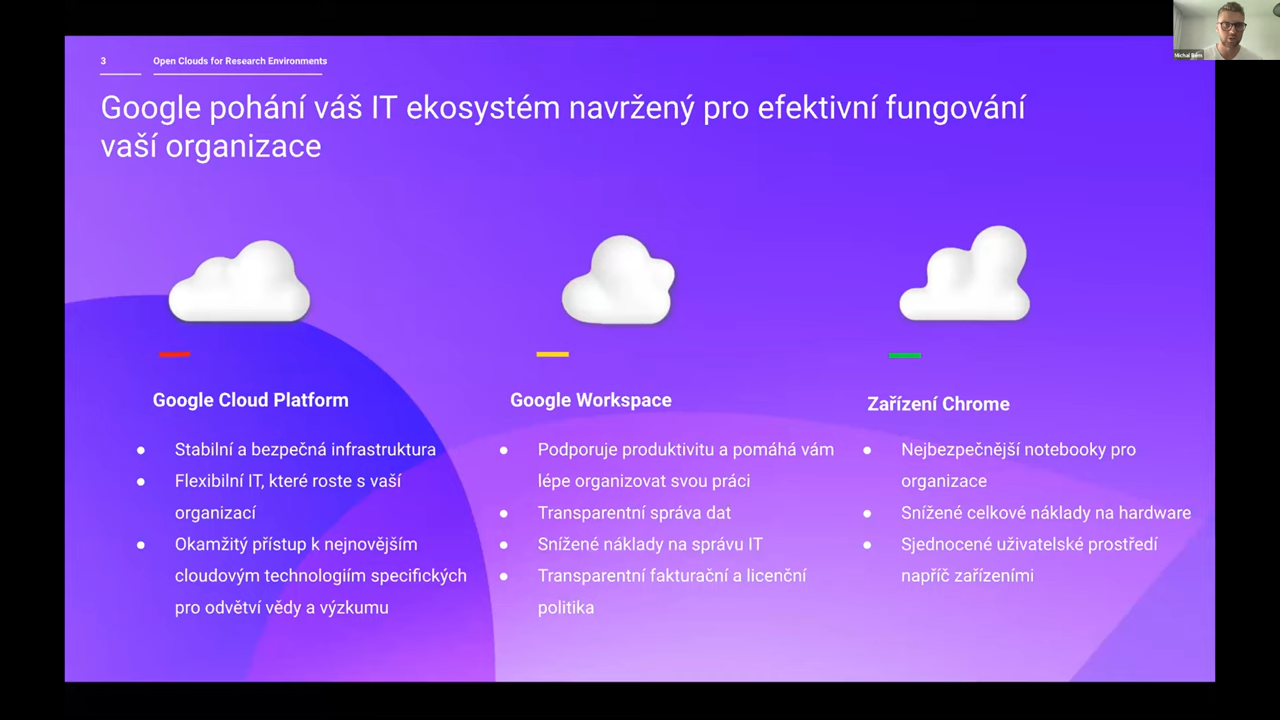 3
Open Clouds for Research Environments
Google pohání váš IT ekosystém navržený pro efektivní fungování
vaší organizace
Google Cloud Platform
● Stabilní a bezpečná infrastruktura
● Flexibilní IT, které roste s vaší
organizací
● Okamžitý přístup k nejnovějším
cloudovým technologiím specifických
pro odvětví vědy a výzkumu
Google Workspace
● Podporuje produktivitu a pomáhá vám
lépe organizovat svou práci
● Transparentní správa dat
● Snížené náklady na správu IT
● Transparentní fakturační a licenční
politika
Zařízení Chrome
● Nejbezpečnější notebooky pro
organizace
● Snížené celkové náklady na hardware
● Sjednocené uživatelské prostředí
napříč zařízeními
Michal